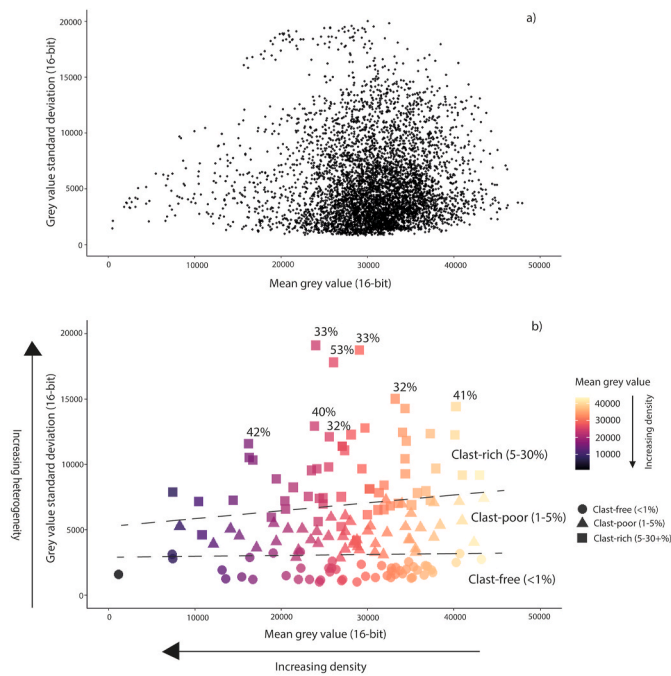 a)
20000
15000
10000
5000
0
Grey value standard deviation (16-bit)
0 10000 20000 30000 40000 50000
Mean grey value (16-bit)
b)
20000
15000
10000
5000
0
Grey value standard deviation (16-bit)
Increasing heterogeneity
33%
33%
53%
32%
41%
40%
32%
42%
Clast-rich (5-30%)
Clast-poor (1-5%)
Clast-free (<1%)
0 10000 20000 30000 40000 50000
Mean grey value (16-bit)
Increasing density
Mean grey value
40000
30000
20000
10000
Increasing density
Clast-free (<1%)
Clast-poor (1-5%)
Clast-rich (5-30+%)